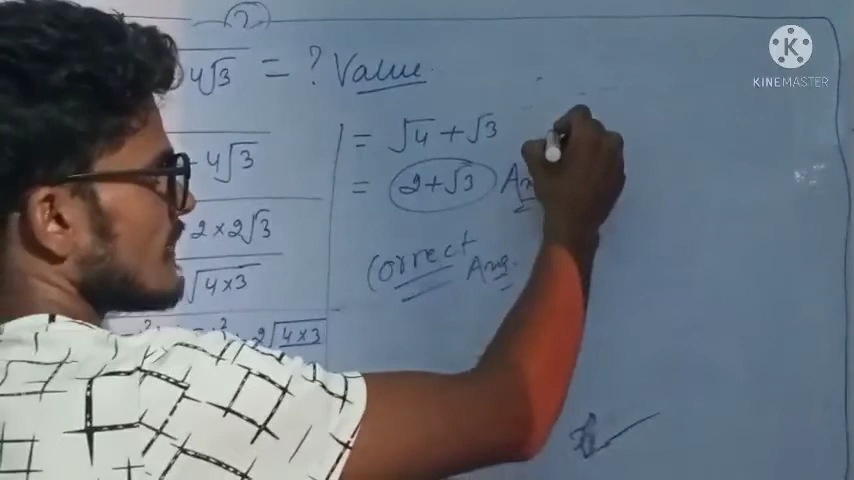 2
4√3 = ? Value
= √4 + √3
4√3
= 2+√3 Ans
2×2√3
Correct Ans.
√4×3
2√4×3
K
KINEMASTER